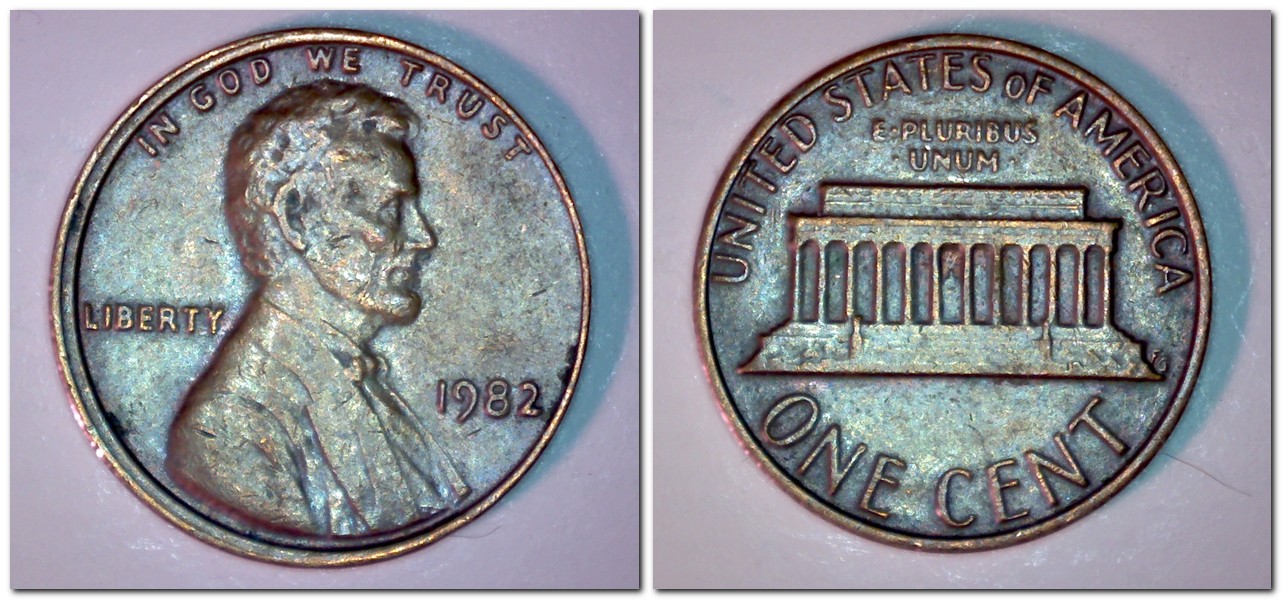 IN GOD WE TRUST
LIBERTY
1982
UNITED STATES OF AMERICA
E·PLURIBUS
·UNUM·
ONE CENT